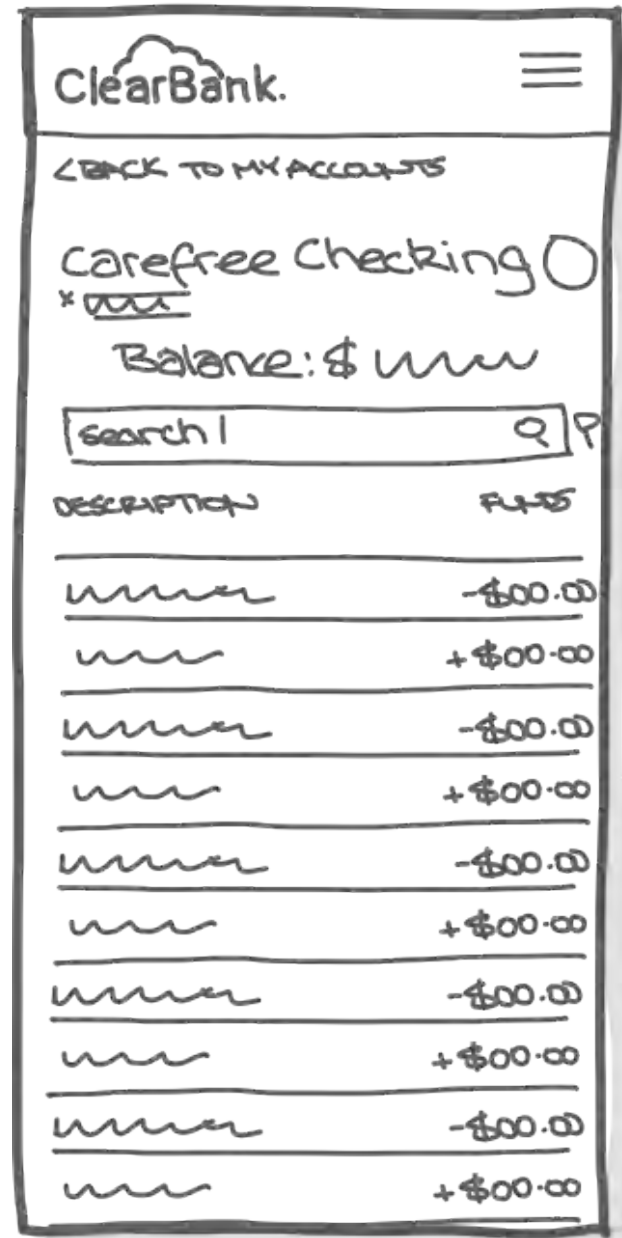 ClearBank.
< BACK TO MY ACCOUNTS
Carefree Checking
Balance: $
search
DESCRIPTION FUNDS
-$00.00
+$00.00
-$00.00
+$00.00
-$00.00
+$00.00
-$00.00
+$00.00
-$00.00
+$00.00